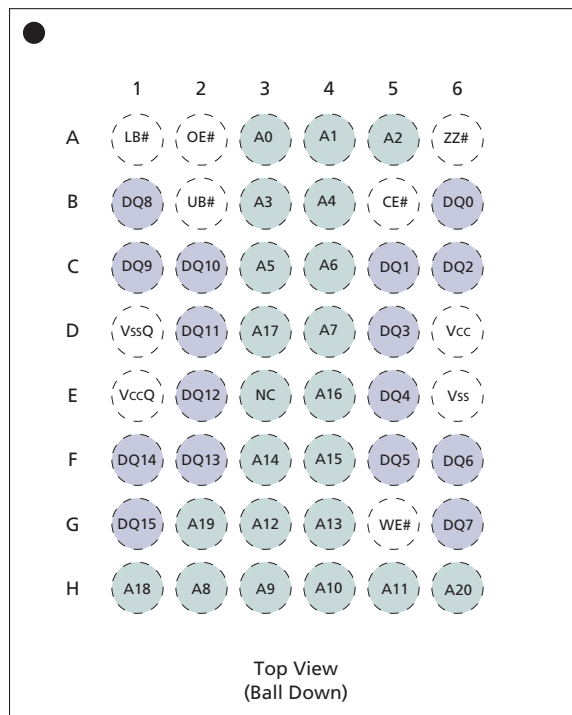 1 2 3 4 5 6
A LB# OE# A0 A1 A2 ZZ#
B DQ8 UB# A3 A4 CE# DQ0
C DQ9 DQ10 A5 A6 DQ1 DQ2
D VssQ DQ11 A17 A7 DQ3 Vcc
E VccQ DQ12 NC A16 DQ4 Vss
F DQ14 DQ13 A14 A15 DQ5 DQ6
G DQ15 A19 A12 A13 WE# DQ7
H A18 A8 A9 A10 A11 A20
Top View
(Ball Down)